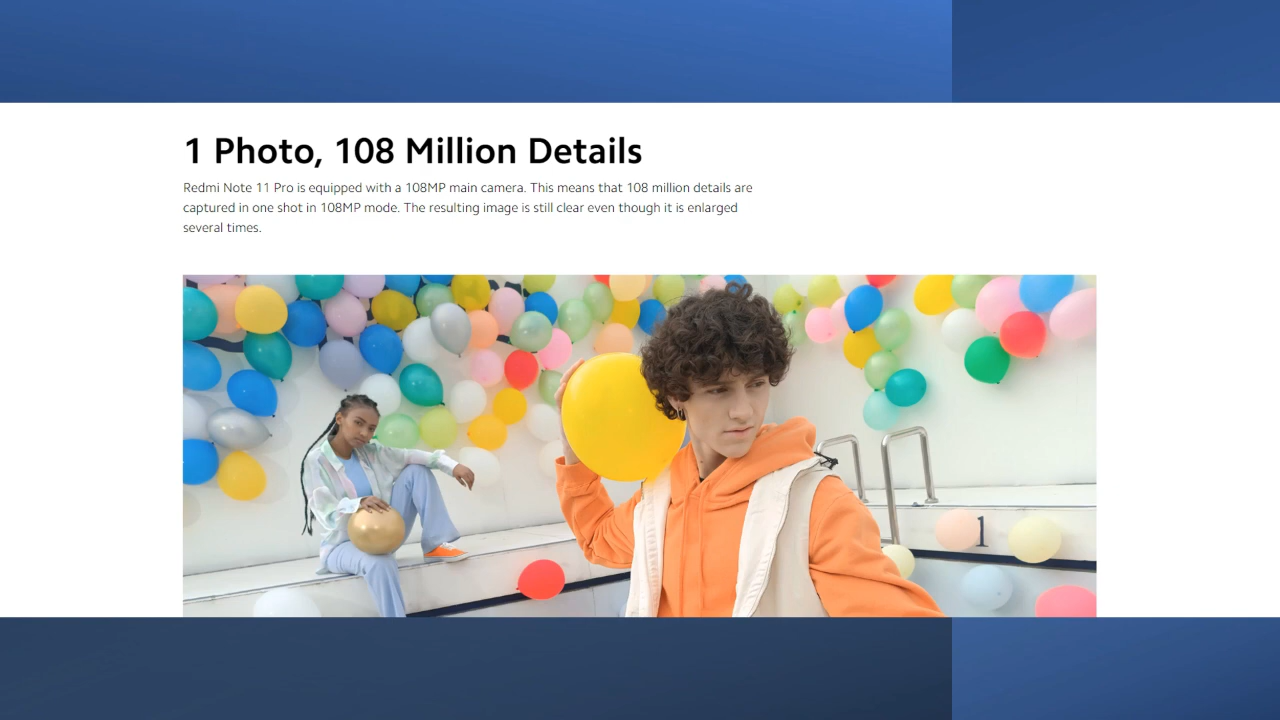 1 Photo, 108 Million Details
Redmi Note 11 Pro is equipped with a 108MP main camera. This means that 108 million details are
captured in one shot in 108MP mode. The resulting image is still clear even though it is enlarged
several times.
1